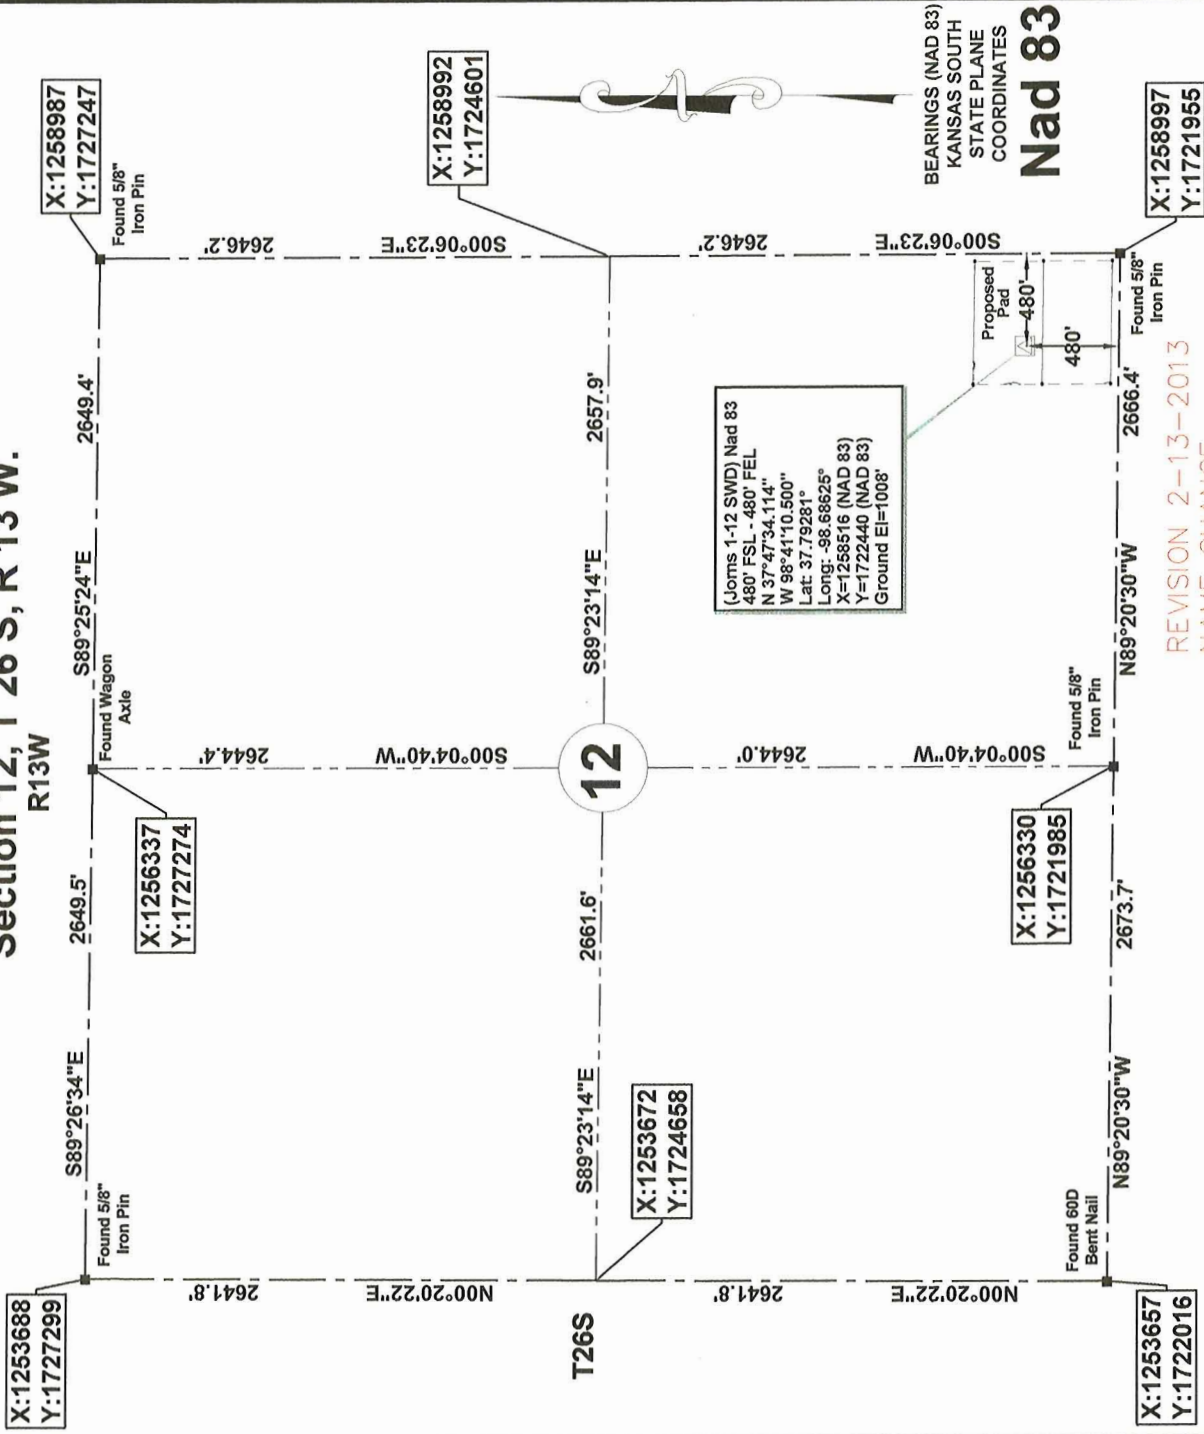 Section 12, T 26 S, R 13 W.
R13W
X:1253688
Y:1727299
Found 5/8"
Iron Pin
S89°26'34"E
2649.5'
X:1256337
Y:1727274
Found Wagon
Axle
S89°25'24"E
2649.4'
X:1258987
Y:1727247
Found 5/8"
Iron Pin
2641.8'
N00°20'22"E
2644.4'
S00°04'40"W
2646.2'
S00°06'23"E
T26S
X:1253672
Y:1724658
S89°23'14"E
2661.6'
12
S89°23'14"E
2657.9'
X:1258992
Y:1724601
2641.8'
N00°20'22"E
2644.0'
S00°04'40"W
2646.2'
S00°06'23"E
(Jorns 1-12 SWD) Nad 83
480' FSL - 480' FEL
N 37°47'34.114"
W 98°41'10.500"
Lat: 37.79281°
Long: -98.68625°
X=1258516 (NAD 83)
Y=1722440 (NAD 83)
Ground El=1008'
Proposed
Pad
480'
480'
BEARINGS (NAD 83)
KANSAS SOUTH
STATE PLANE
COORDINATES
Nad 83
X:1253657
Y:1722016
Found 60D
Bent Nail
N89°20'30"W
2673.7'
X:1256330
Y:1721985
Found 5/8"
Iron Pin
N89°20'30"W
2666.4'
Found 5/8"
Iron Pin
X:1258997
Y:1721955
REVISION 2-13-2013
NAME CHANGE